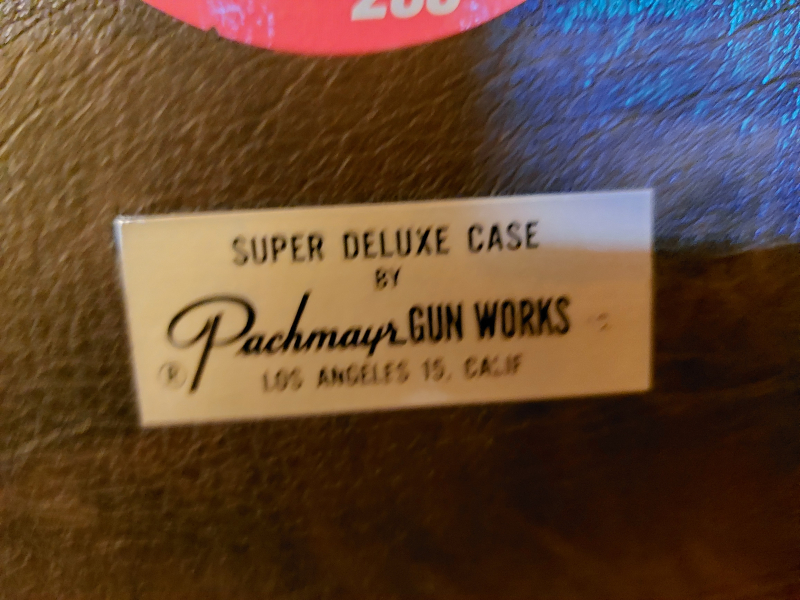 SUPER DELUXE CASE
BY
Pachmayr GUN WORKS
® LOS ANGELES 15, CALIF